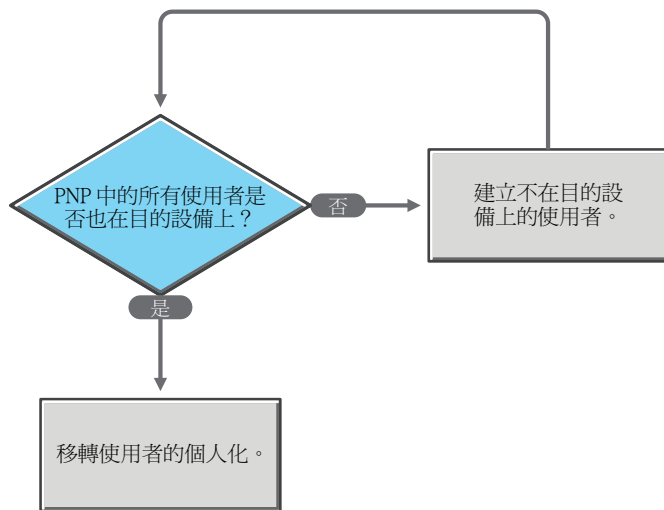 PNP 中的所有使用者是
否也在目的設備上？
否
建立不在目的設
備上的使用者。
是
移轉使用者的個人化。